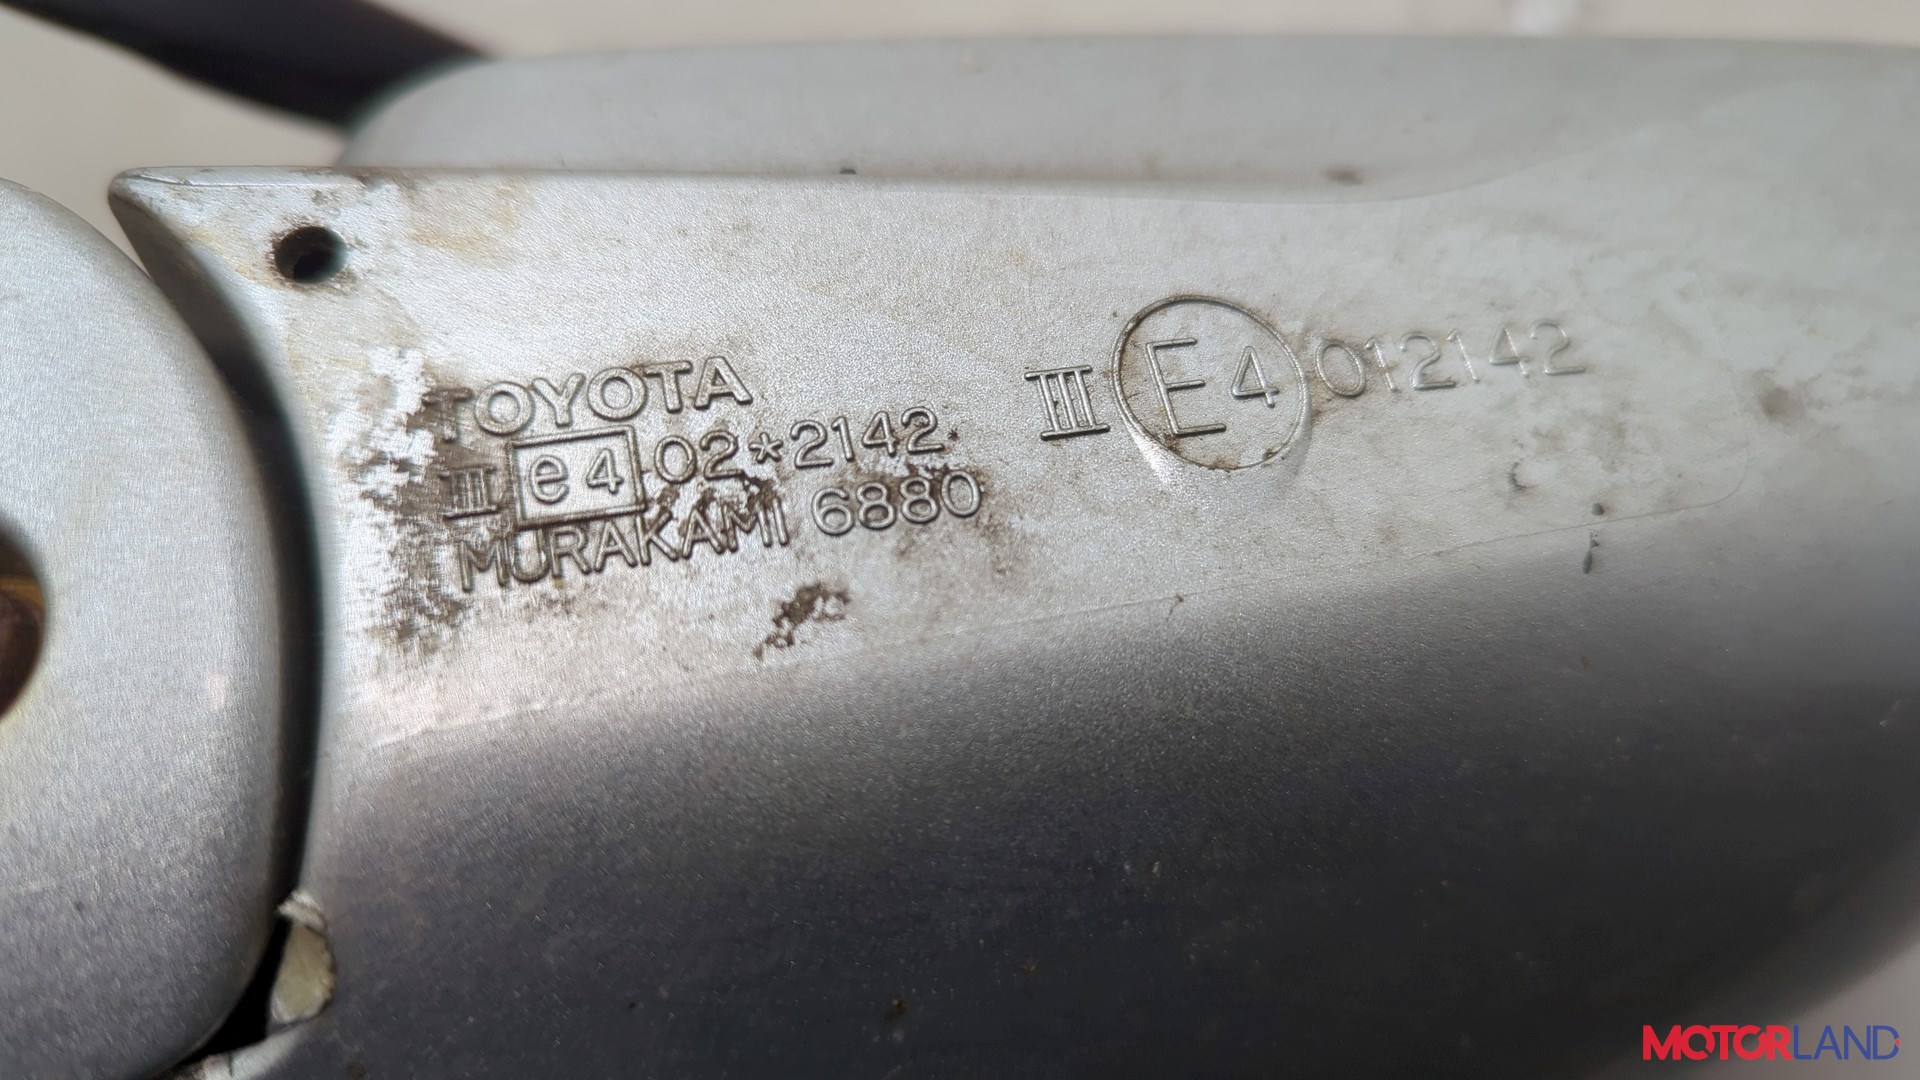 TOYOTA
III e4 02*2142
MURAKAMI 6880
III E4 012142
MOTORLAND